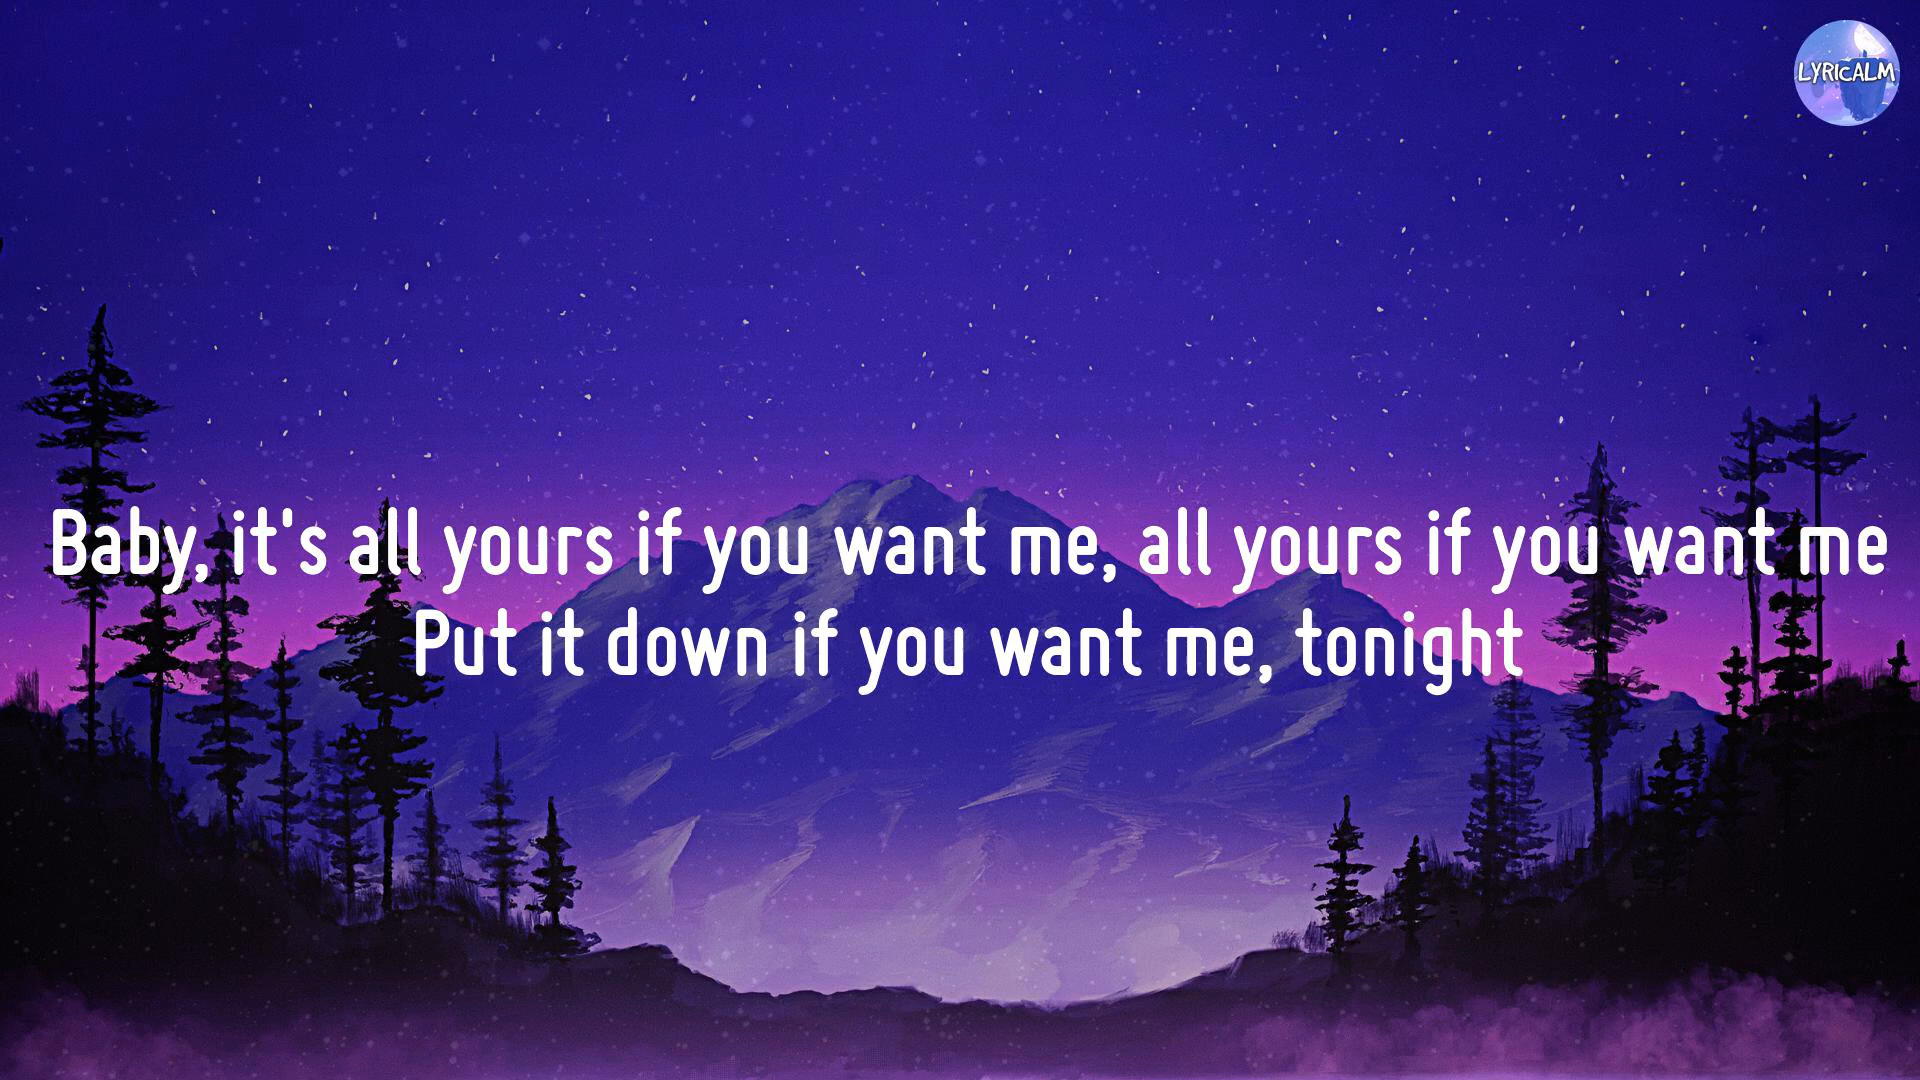 LYRICALM
Baby, it's all yours if you want me, all yours if you want me
Put it down if you want me, tonight